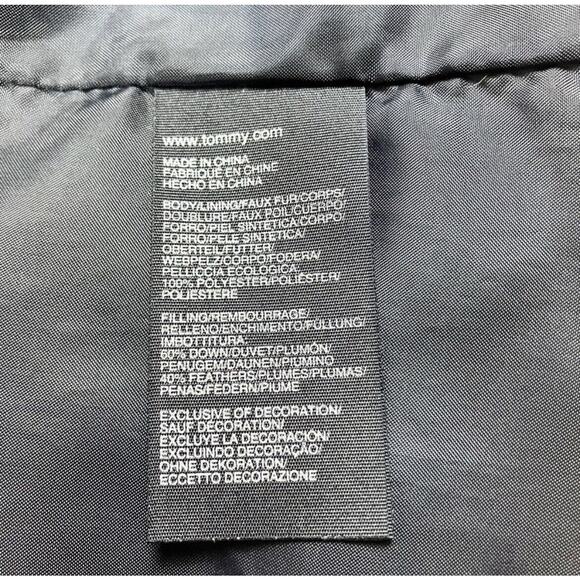 www.tommy.com
MADE IN CHINA
FABRIQUÉ EN CHINE
HECHO EN CHINA
BODY/LINING/FAUX FUR/CORPS/
DOUBLURE/FAUX POIL/CUERPO/
FORRO/PIEL SINTÉTICA/CORPO/
FORRO/PELE SINTÉTICA/
OBERTEIL/FUTTER/
WEBPELZ/CORPO/FODERA/
PELLICCIA ECOLOGICA:
100% POLYESTER/POLIÉSTER/
POLIESTERE
FILLING/REMBOURRAGE/
RELLENO/ENCHIMENTO/FÜLLUNG/
IMBOTTITURA:
60% DOWN/DUVET/PLUMÓN/
PENUGEM/DAUNEN/PIUMINO
40% FEATHERS/PLUMES/PLUMAS/
PENAS/FEDERN/PIUME
EXCLUSIVE OF DECORATION/
SAUF DÉCORATION/
EXCLUYE LA DECORACIÓN/
EXCLUINDO DECORAÇÃO/
OHNE DEKORATION/
ECCETTO DECORAZIONE